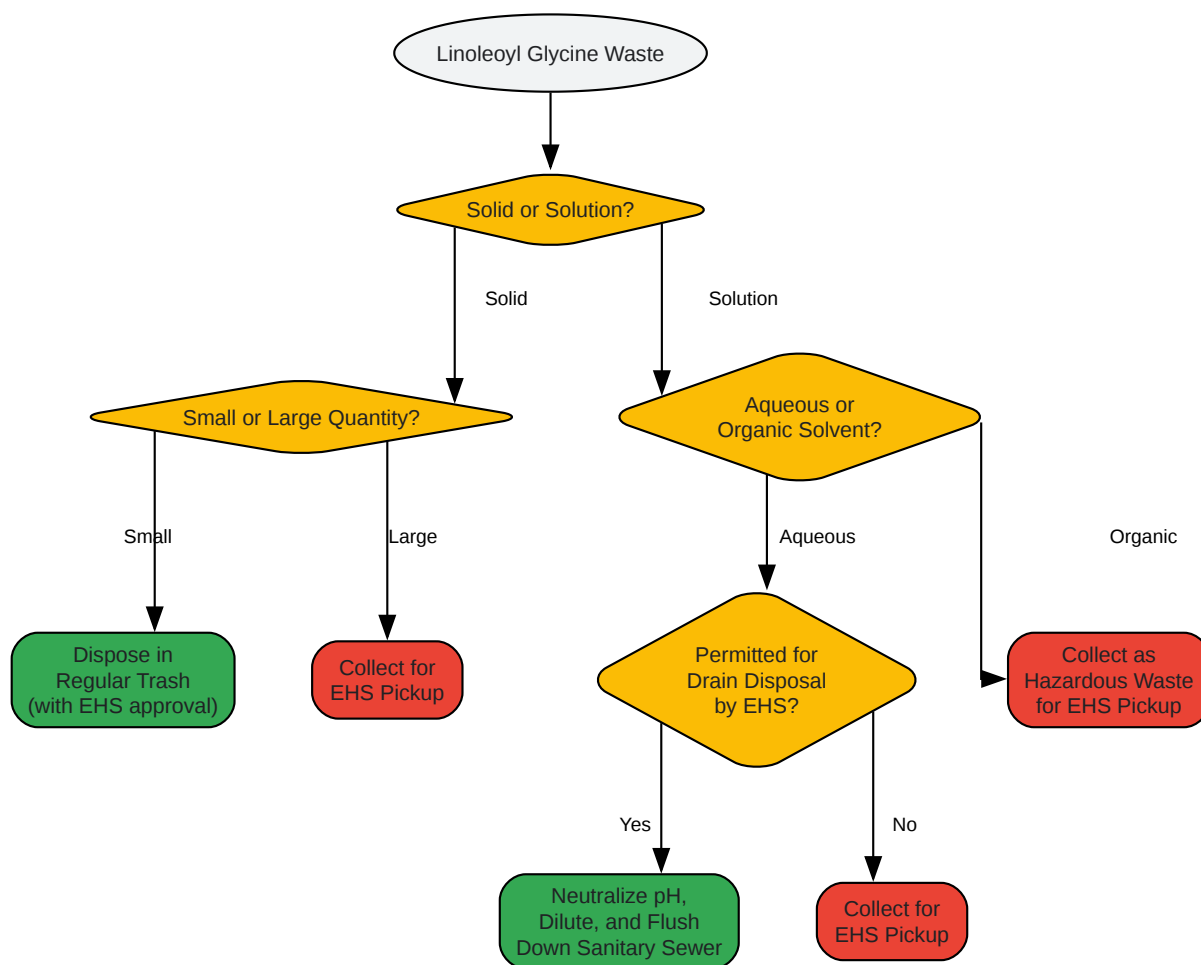 Linoleoyl Glycine Waste
Solid or Solution?
Solid
Solution
Small or Large Quantity?
Aqueous or
Organic Solvent?
Small
Large
Aqueous
Organic
Dispose in
Regular Trash
(with EHS approval)
Collect for
EHS Pickup
Permitted for
Drain Disposal
by EHS?
Collect as
Hazardous Waste
for EHS Pickup
Yes
No
Neutralize pH,
Dilute, and Flush
Down Sanitary Sewer
Collect for
EHS Pickup